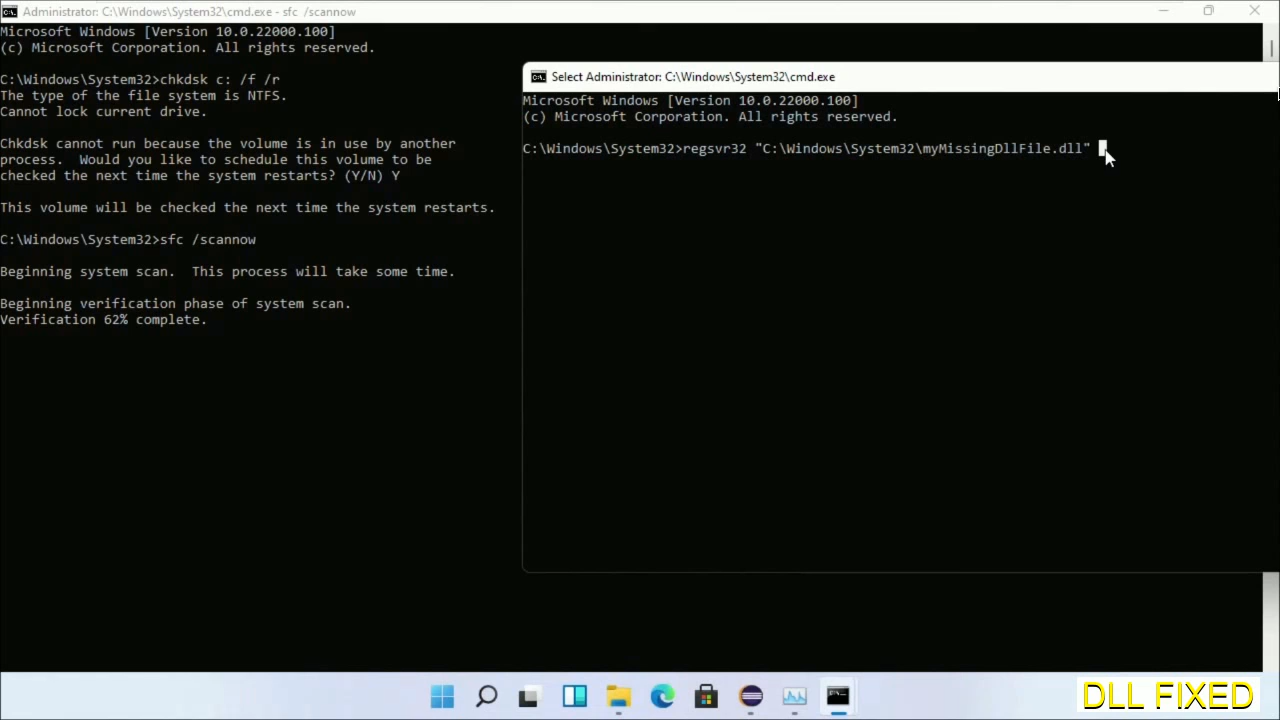 Administrator: C:\Windows\System32\cmd.exe - sfc /scannow
Microsoft Windows [Version 10.0.22000.100]
(c) Microsoft Corporation. All rights reserved.
C:\Windows\System32>chkdsk c: /f /r
The type of the file system is NTFS.
Cannot lock current drive.
Chkdsk cannot run because the volume is in use by another
process.  Would you like to schedule this volume to be
checked the next time the system restarts? (Y/N) Y
This volume will be checked the next time the system restarts.
C:\Windows\System32>sfc /scannow
Beginning system scan.  This process will take some time.
Beginning verification phase of system scan.
Verification 62% complete.
Select Administrator: C:\Windows\System32\cmd.exe
Microsoft Windows [Version 10.0.22000.100]
(c) Microsoft Corporation. All rights reserved.
C:\Windows\System32>regsvr32 "C:\Windows\System32\myMissingDllFile.dll"
DLL FIXED